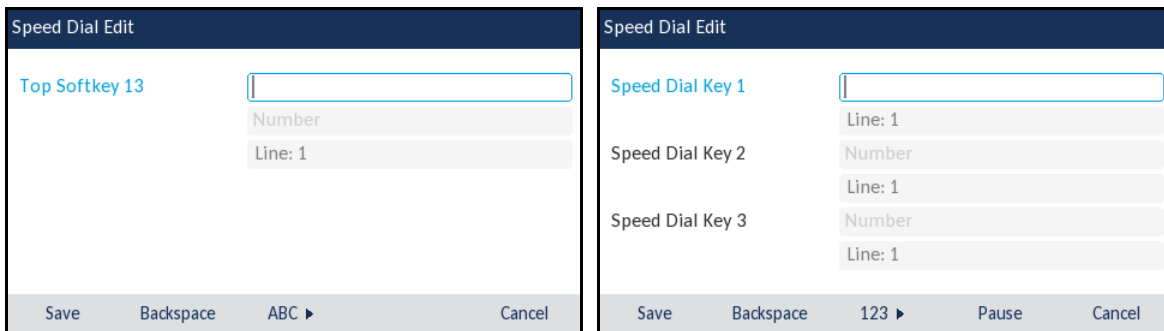 Speed Dial Edit
Top Softkey 13
Number
Line: 1
Save Backspace ABC Cancel
Speed Dial Edit
Speed Dial Key 1
Line: 1
Speed Dial Key 2 Number
Line: 1
Speed Dial Key 3 Number
Line: 1
Save Backspace 123 Pause Cancel